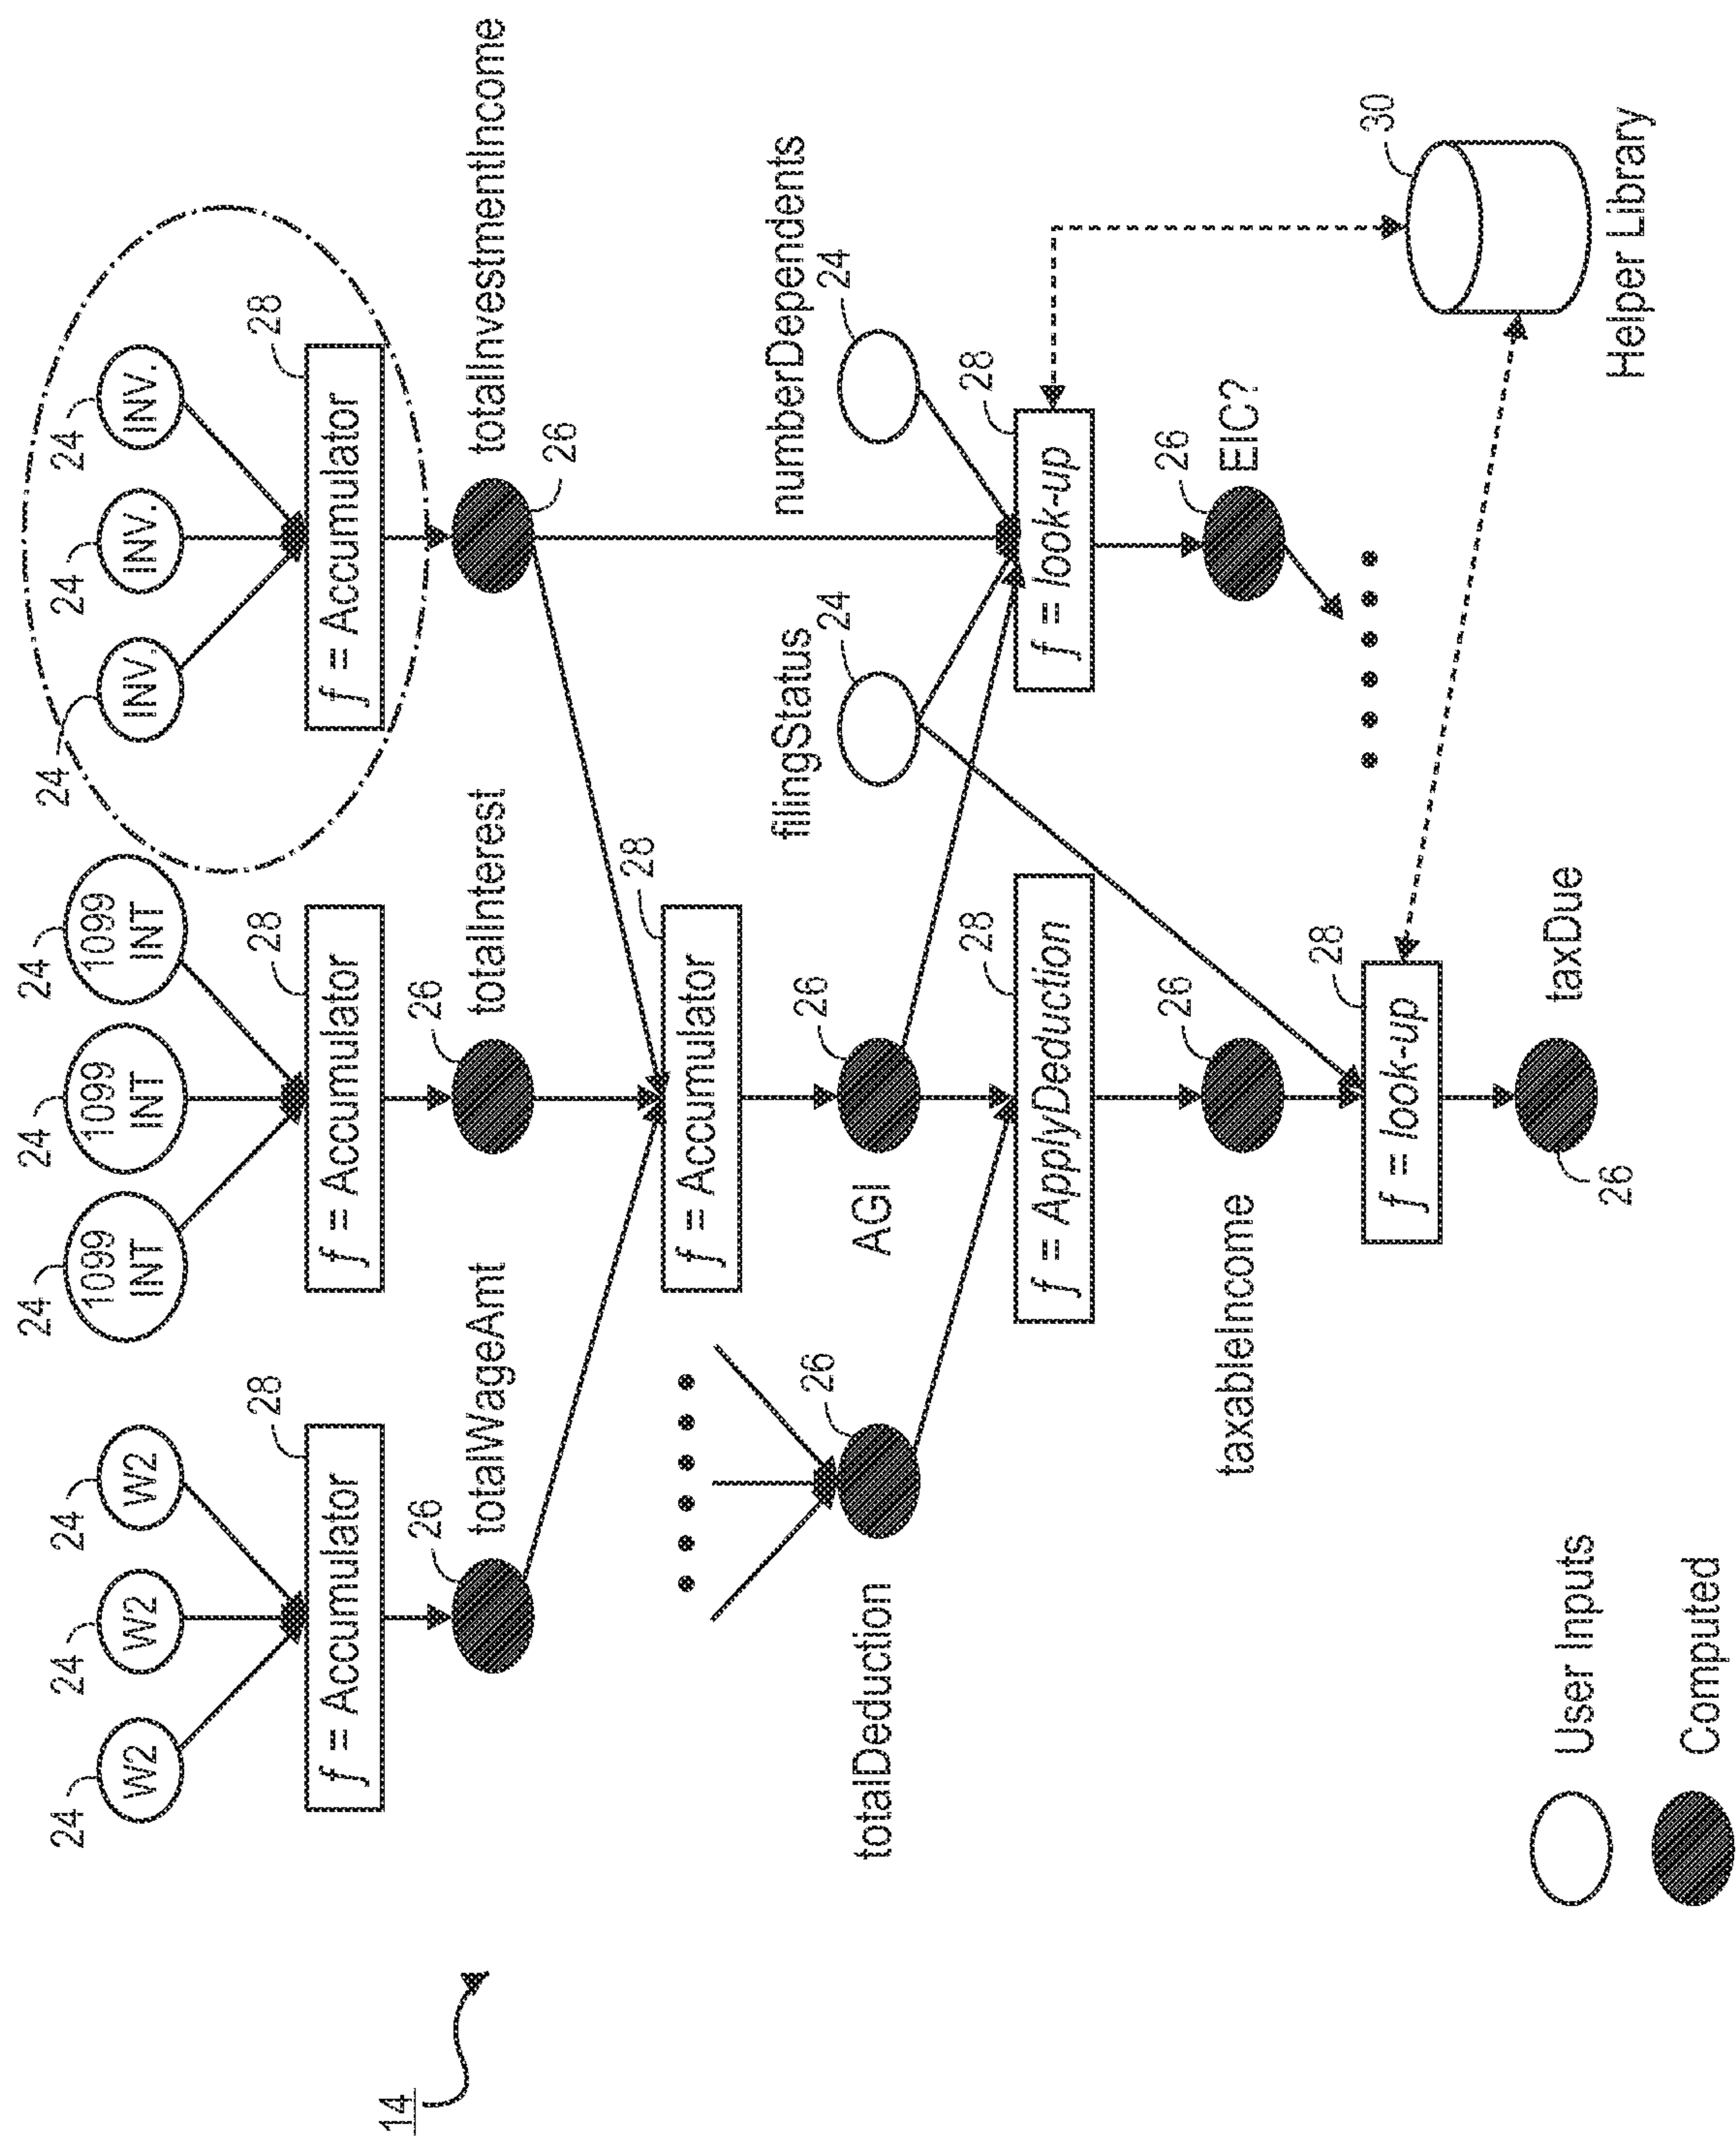 14
24
24
24
24
24
24
24
24
24
W2
W2
W2
1099
INT
1099
INT
1099
INT
INV.
INV.
INV.
28
28
28
f = Accumulator
f = Accumulator
f = Accumulator
26
totalWageAmt
26
totalInterest
totalInvestmentIncome
26
28
f = Accumulator
totalDeduction
26
AGI
26
filingStatus
24
numberDependents
24
28
f = ApplyDeduction
28
f = look-up
taxableIncome
26
26
EIC?
28
f = look-up
30
Helper Library
26
taxDue
User Inputs
Computed